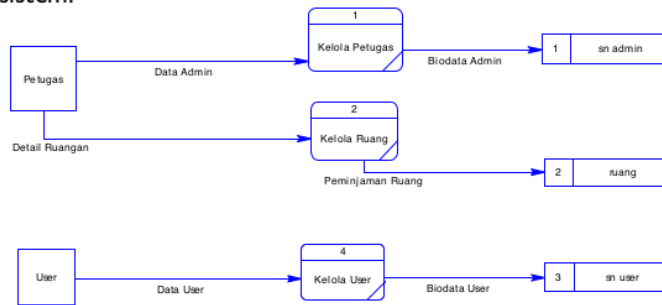 sistem.
1
Kelola Petugas
Petugas
Data Admin
Biodata Admin
1 sn admin
2
Kelola Ruang
Detail Ruangan
Peminjaman Ruang
2 ruang
4
Kelola User
User
Data User
Biodata User
3 sn user